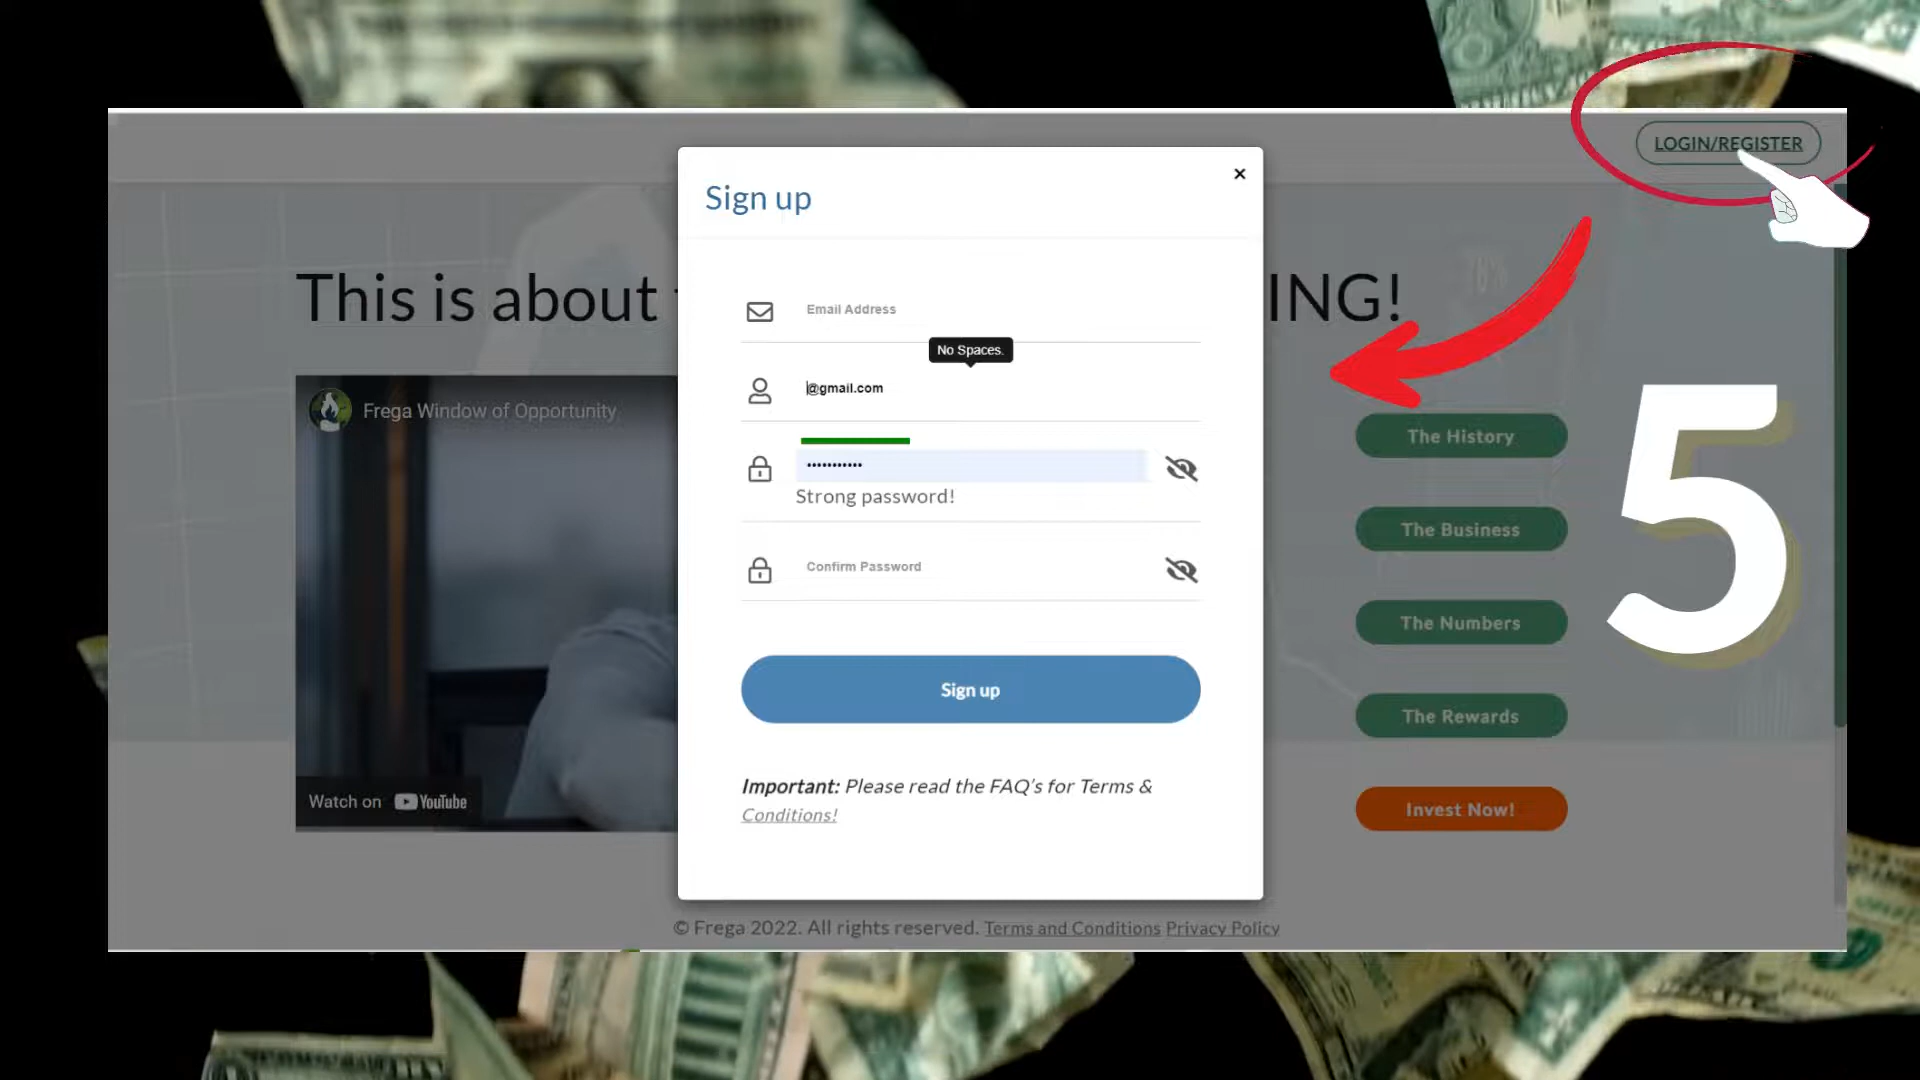 LOGIN/REGISTER
Sign up
This is about
ING!
Email Address
No Spaces.
@gmail.com
Frega Window of Opportunity
•••••••••••
Strong password!
Confirm Password
The History
The Business
The Numbers
The Rewards
Invest Now!
5
Sign up
Watch on YouTube
Important: Please read the FAQ’s for Terms &
Conditions!
© Frega 2022. All rights reserved. Terms and Conditions Privacy Policy